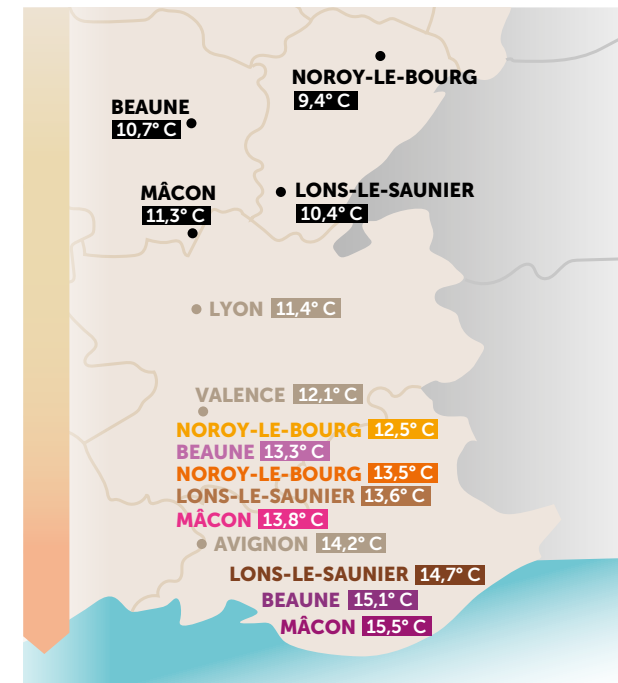 NOROY-LE-BOURG
9,4° C
BEAUNE
10,7° C
MÂCON
11,3° C
LONS-LE-SAUNIER
10,4° C
LYON 11,4° C
VALENCE 12,1° C
NOROY-LE-BOURG 12,5° C
BEAUNE 13,3° C
NOROY-LE-BOURG 13,5° C
LONS-LE-SAUNIER 13,6° C
MÂCON 13,8° C
AVIGNON 14,2° C
LONS-LE-SAUNIER 14,7° C
BEAUNE 15,1° C
MÂCON 15,5° C